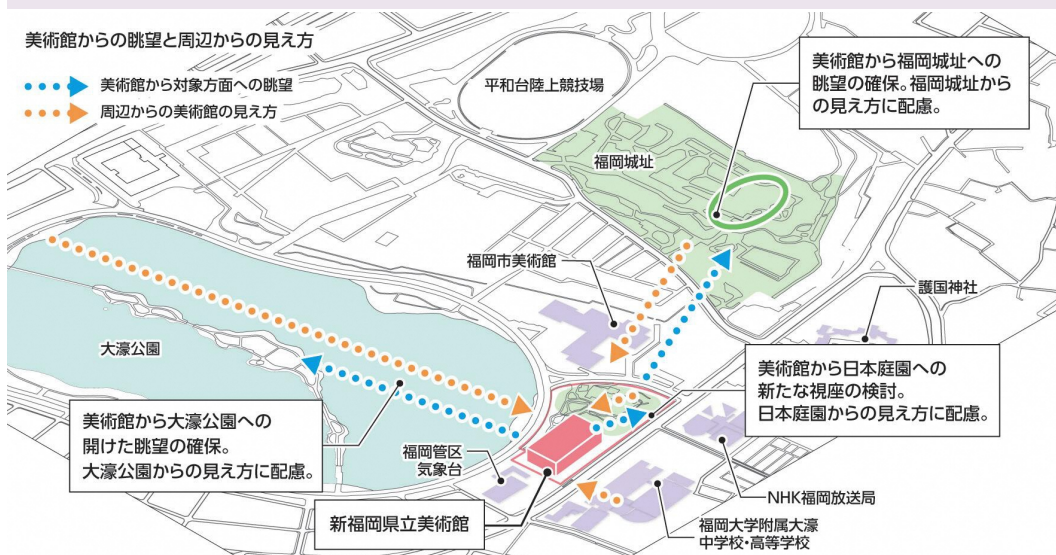 美術館からの眺望と周辺からの見え方
美術館から対象方面への眺望
周辺からの美術館の見え方
平和台陸上競技場
美術館から福岡城址への
眺望の確保。福岡城址から
の見え方に配慮。
福岡城址
福岡市美術館
護国神社
大濠公園
美術館から日本庭園への
新たな視座の検討。
日本庭園からの見え方に配慮。
美術館から大濠公園への
開けた眺望の確保。
大濠公園からの見え方に配慮。
福岡管区
気象台
新福岡県立美術館
NHK福岡放送局
福岡大学附属大濠
中学校・高等学校